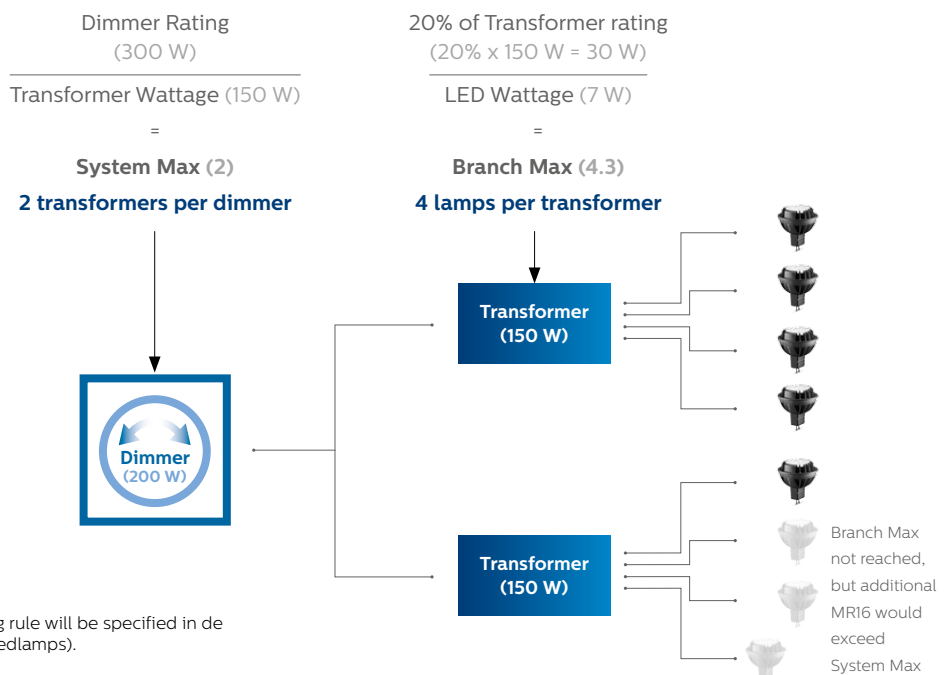 Dimmer Rating
(300 W)
Transformer Wattage (150 W)
=
System Max (2)
2 transformers per dimmer
20% of Transformer rating
(20% x 150 W = 30 W)
LED Wattage (7 W)
=
Branch Max (4.3)
4 lamps per transformer
Transformer
(150 W)
Dimmer
(200 W)
Transformer
(150 W)
Branch Max
not reached,
but additional
MR16 would
exceed
System Max
g rule will be specified in de
edlamps).